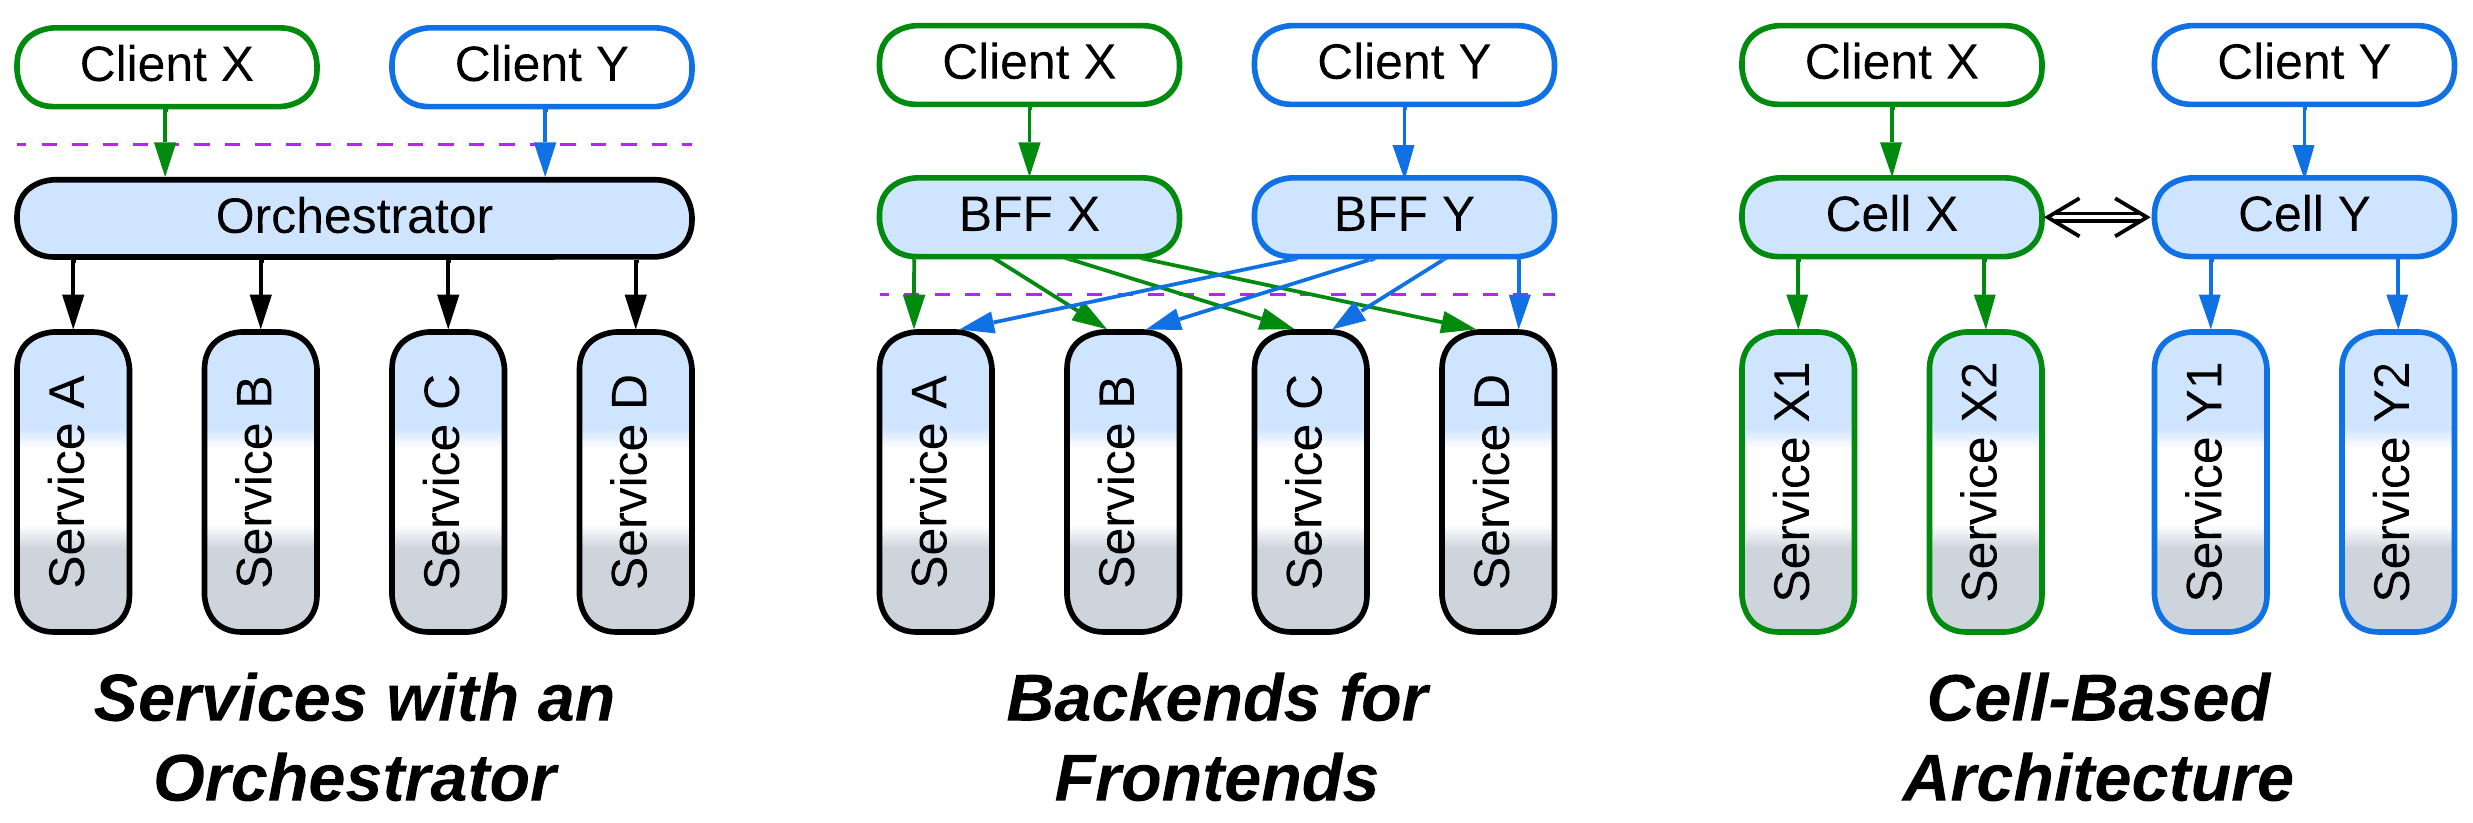 Client X
Client Y
Orchestrator
Service A
Service B
Service C
Service D
Services with an
Orchestrator
Client X
Client Y
BFF X
BFF Y
Service A
Service B
Service C
Service D
Backends for
Frontends
Client X
Client Y
Cell X
Cell Y
Service X1
Service X2
Service Y1
Service Y2
Cell-Based
Architecture